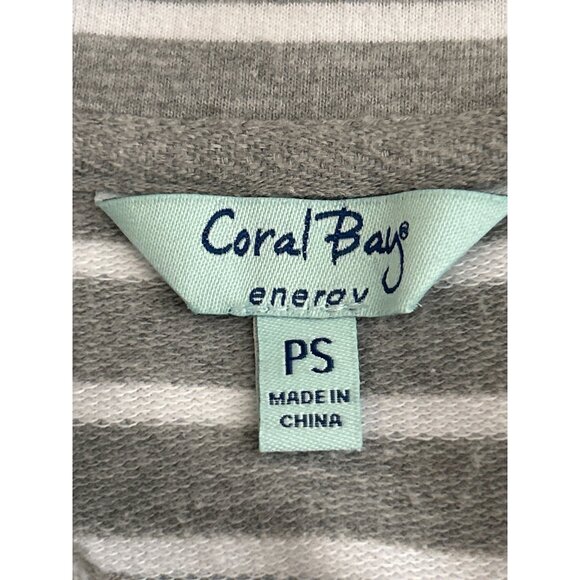 Coral Bay®
energy
PS
MADE IN
CHINA